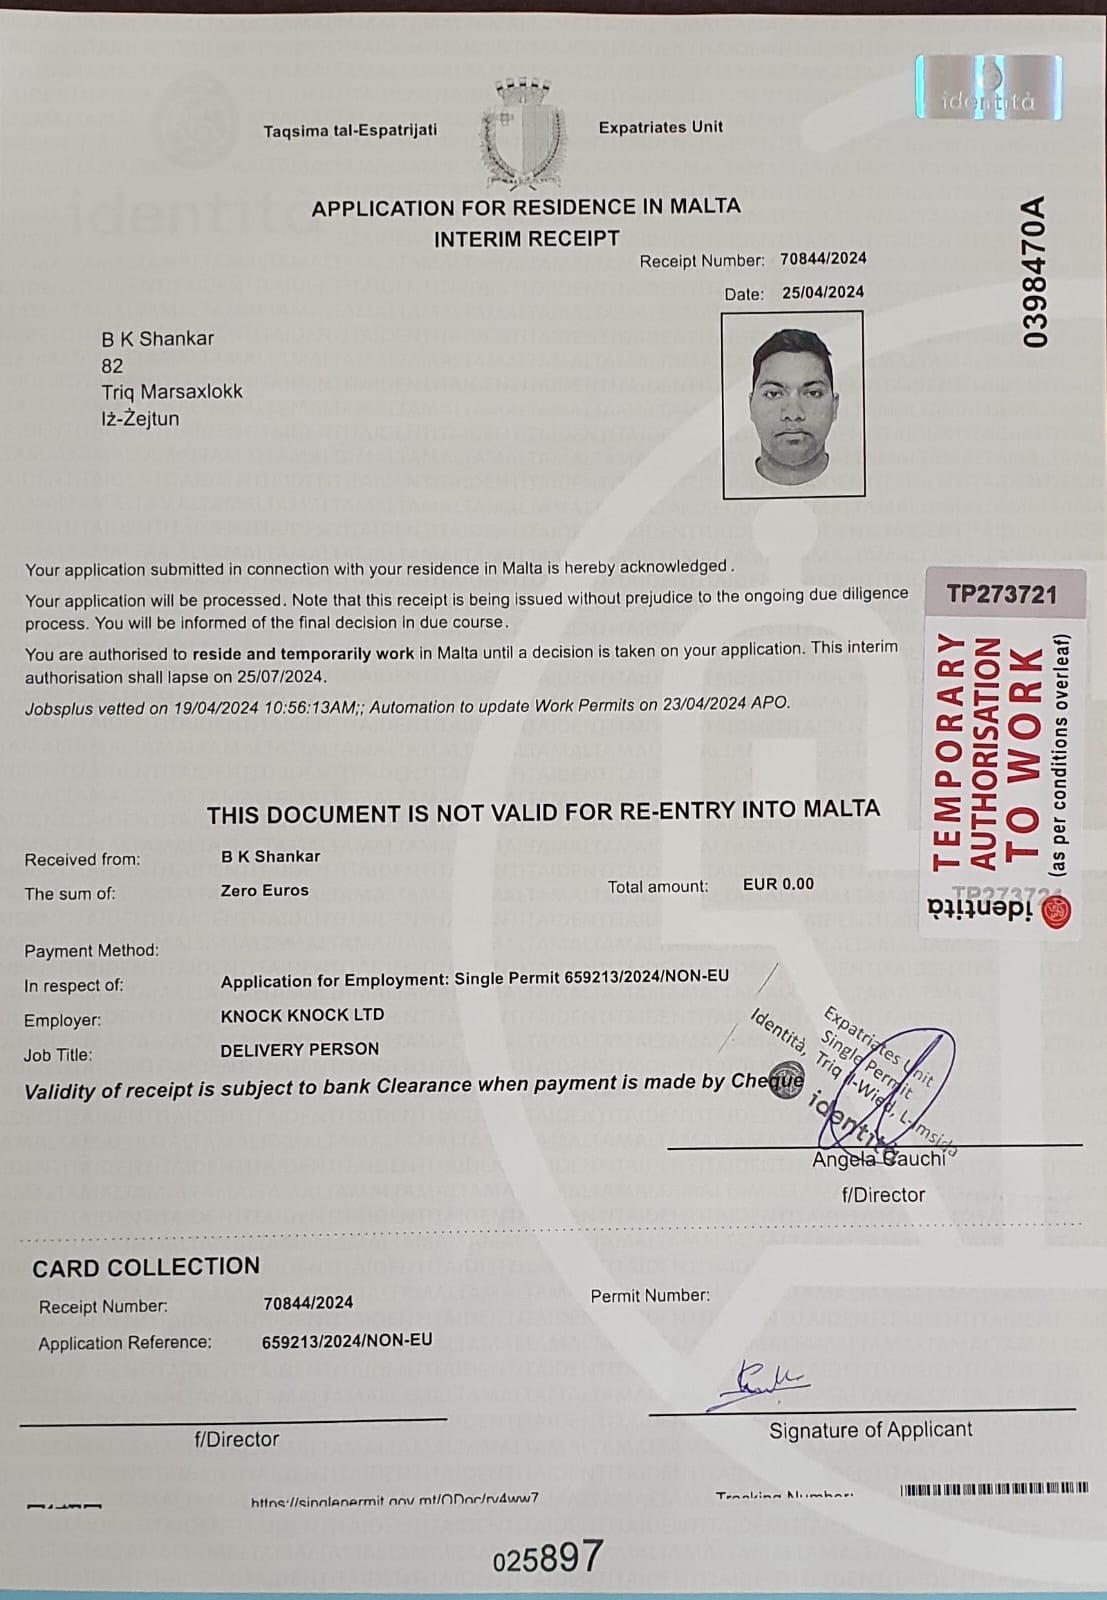 identità
Taqsima tal-Espatrijati
Expatriates Unit
identità
APPLICATION FOR RESIDENCE IN MALTA
INTERIM RECEIPT
Receipt Number: 70844/2024
Date: 25/04/2024
0398470A
B K Shankar
82
Triq Marsaxlokk
Iż-Żejtun
Your application submitted in connection with your residence in Malta is hereby acknowledged.
Your application will be processed. Note that this receipt is being issued without prejudice to the ongoing due diligence
process. You will be informed of the final decision in due course.
You are authorised to reside and temporarily work in Malta until a decision is taken on your application. This interim
authorisation shall lapse on 25/07/2024.
Jobsplus vetted on 19/04/2024 10:56:13AM;; Automation to update Work Permits on 23/04/2024 APO.
TP273721
TEMPORARY
AUTHORISATION
TO WORK
(as per conditions overleaf)
TP273721
identità
THIS DOCUMENT IS NOT VALID FOR RE-ENTRY INTO MALTA
Received from: B K Shankar
The sum of: Zero Euros Total amount: EUR 0.00
Payment Method:
In respect of: Application for Employment: Single Permit 659213/2024/NON-EU
Employer: KNOCK KNOCK LTD
Job Title: DELIVERY PERSON
Validity of receipt is subject to bank Clearance when payment is made by Cheque
Expatriates Unit
Single Permit
Identità, Triq il-Wied, L-Imsida
identità
Angela Cauchi
f/Director
CARD COLLECTION
Receipt Number: 70844/2024 Permit Number:
Application Reference: 659213/2024/NON-EU
f/Director
Signature of Applicant
https://singlepermit.gov.mt/QDoc/rv4ww7
Tracking Number:
025897